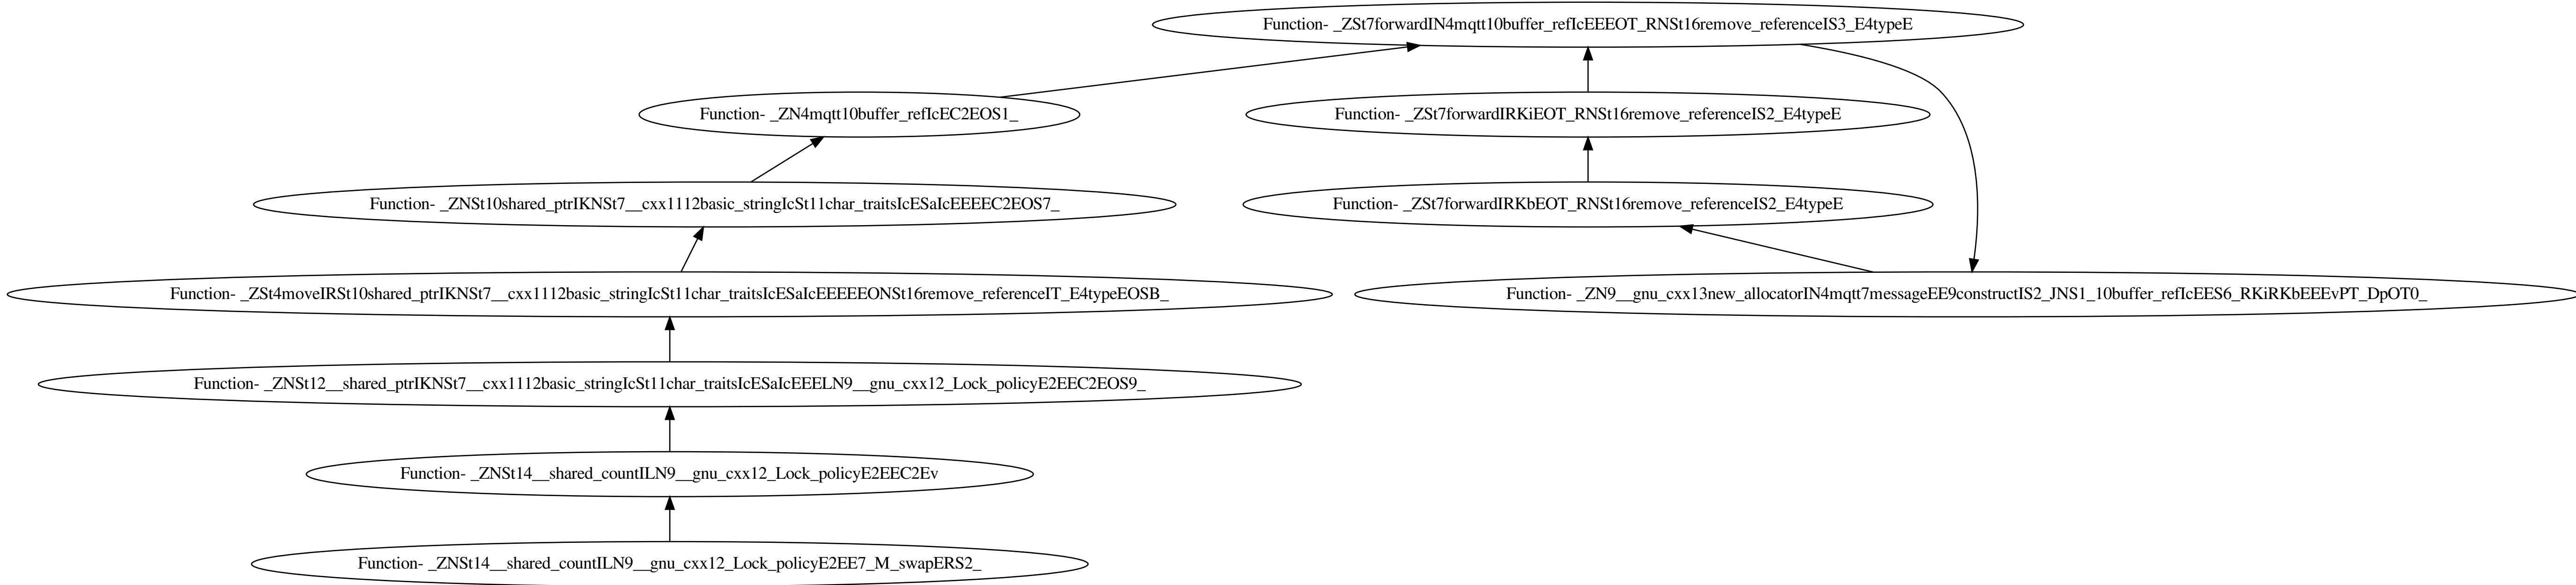 Function- _ZSt7forwardIN4mqtt10buffer_refIcEEEOT_RNSt16remove_referenceIS3_E4typeE
Function- _ZN4mqtt10buffer_refIcEC2EOS1_
Function- _ZSt7forwardIRKiEOT_RNSt16remove_referenceIS2_E4typeE
Function- _ZNSt10shared_ptrIKNSt7__cxx1112basic_stringIcSt11char_traitsIcESaIcEEEEC2EOS7_
Function- _ZSt7forwardIRKbEOT_RNSt16remove_referenceIS2_E4typeE
Function- _ZSt4moveIRSt10shared_ptrIKNSt7__cxx1112basic_stringIcSt11char_traitsIcESaIcEEEEEONSt16remove_referenceIT_E4typeEOSB_
Function- _ZN9__gnu_cxx13new_allocatorIN4mqtt7messageEE9constructIS2_JNS1_10buffer_refIcEES6_RKiRKbEEEvPT_DpOT0_
Function- _ZNSt12__shared_ptrIKNSt7__cxx1112basic_stringIcSt11char_traitsIcESaIcEEELN9__gnu_cxx12_Lock_policyE2EEC2EOS9_
Function- _ZNSt14__shared_countILN9__gnu_cxx12_Lock_policyE2EEC2Ev
Function- _ZNSt14__shared_countILN9__gnu_cxx12_Lock_policyE2EE7_M_swapERS2_